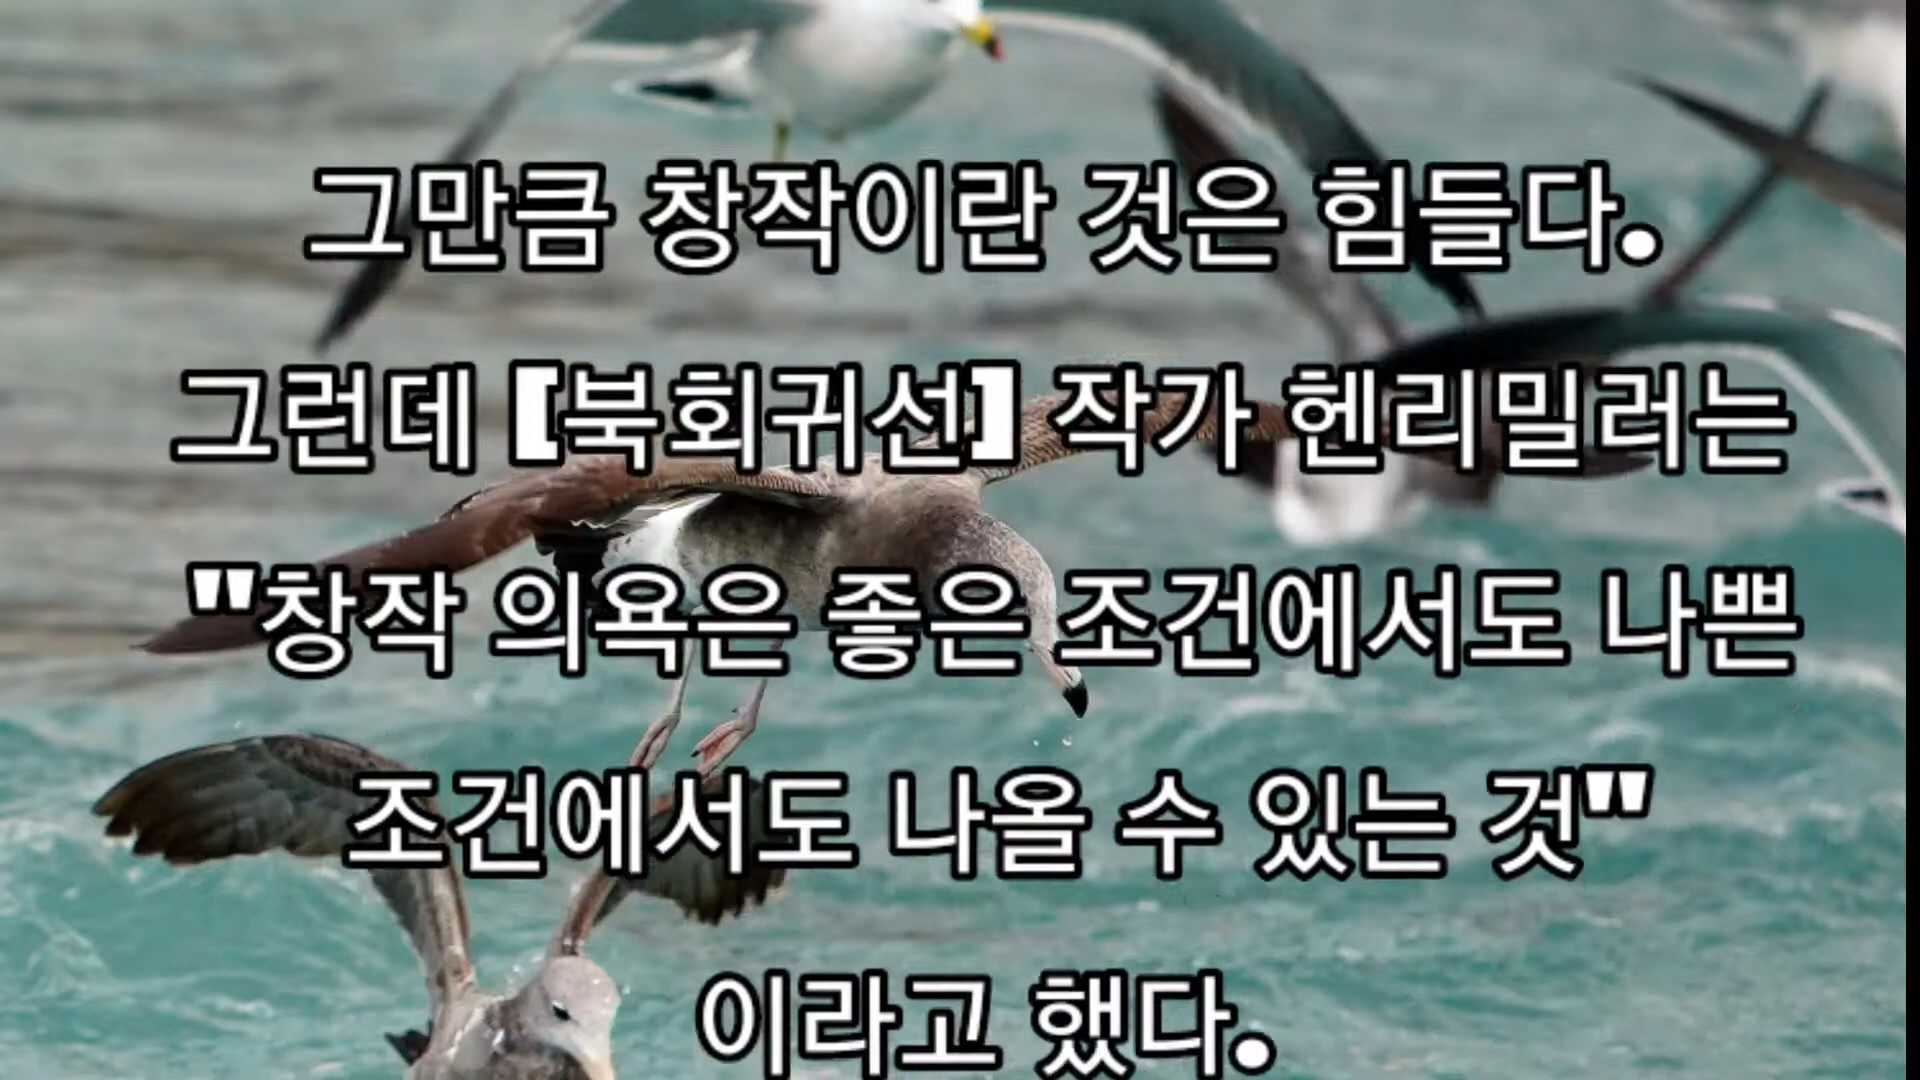 그만큼 창작이란 것은 힘들다.
그런데 [북회귀선] 작가 헨리밀러는
"창작 의욕은 좋은 조건에서도 나쁜
조건에서도 나올 수 있는 것"
이라고 했다.